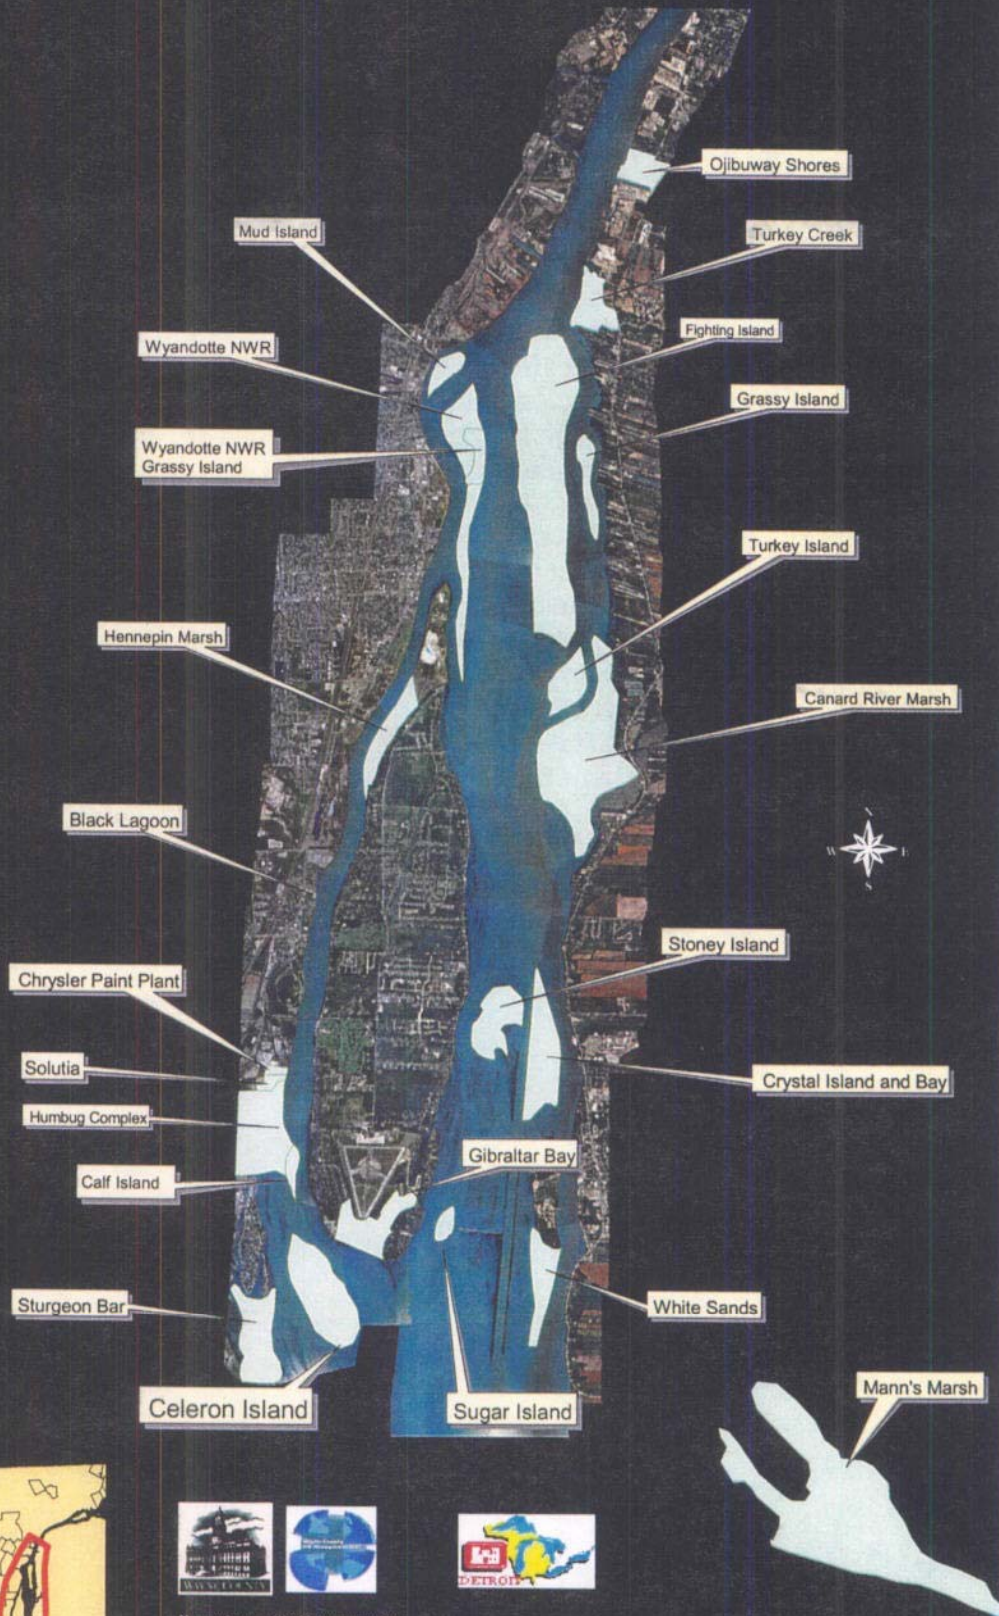 Ojibuway Shores
Mud Island
Turkey Creek
Fighting Island
Wyandotte NWR
Grassy Island
Wyandotte NWR
Grassy Island
Turkey Island
Hennepin Marsh
Canard River Marsh
Black Lagoon
N
W E
S
Stoney Island
Chrysler Paint Plant
Solutia
Crystal Island and Bay
Humbug Complex
Gibraltar Bay
Calf Island
Sturgeon Bar
White Sands
Mann's Marsh
Celeron Island
Sugar Island
WAYNE COUNTY
DETROIT